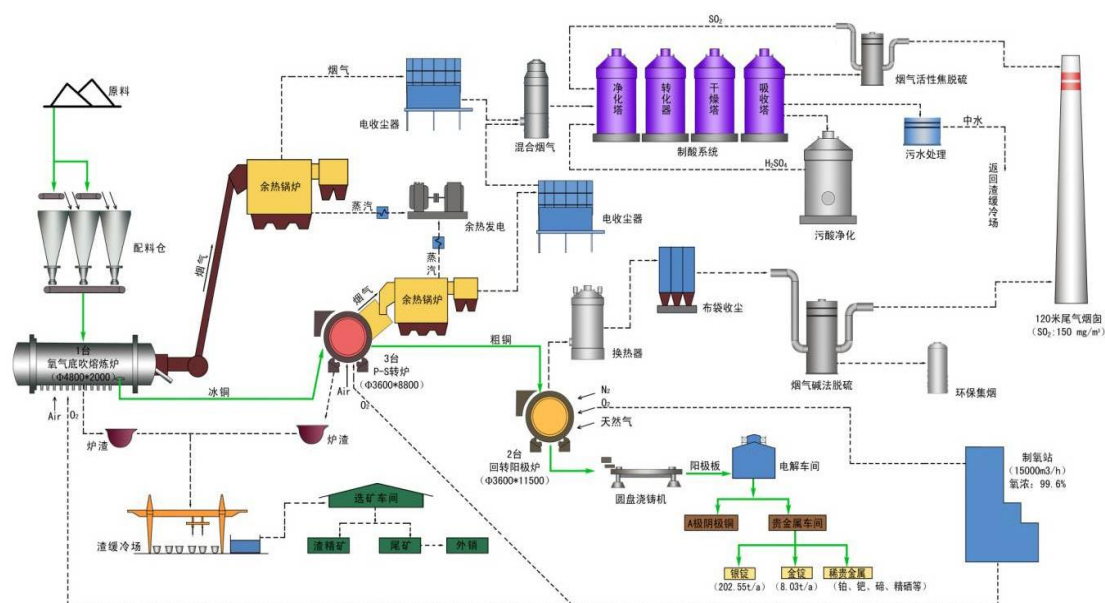 SO₂
原料
烟气
电收尘器
混合烟气
净化塔
转化器
干燥塔
吸收塔
制酸系统
烟气活性焦脱硫
污水处理
中水
返回渣缓冷场
H₂SO₄
污酸净化
配料仓
余热锅炉
蒸汽
余热发电
电收尘器
烟气
蒸汽
烟气
余热锅炉
布袋收尘
换热器
120米尾气烟囱
(SO₂:150 mg/m³)
烟气碱法脱硫
环保集烟
1台
氧气底吹熔炼炉
(Φ4800*2000)
冰铜
粗铜
3台
P-S转炉
(Φ3600*8800)
Air
O₂
Air
O₂
炉渣
炉渣
N₂
O₂
天然气
2台
回转阳极炉
(Φ3600*11500)
圆盘浇铸机
阳极板
电解车间
制氧站
(15000m3/h)
氧浓: 99.6%
选矿车间
渣精矿
尾矿
外销
渣缓冷场
A极阴极铜
贵金属车间
银锭
(202.55t/a)
金锭
(8.03t/a)
稀贵金属
(铂、钯、碲、精硒等)